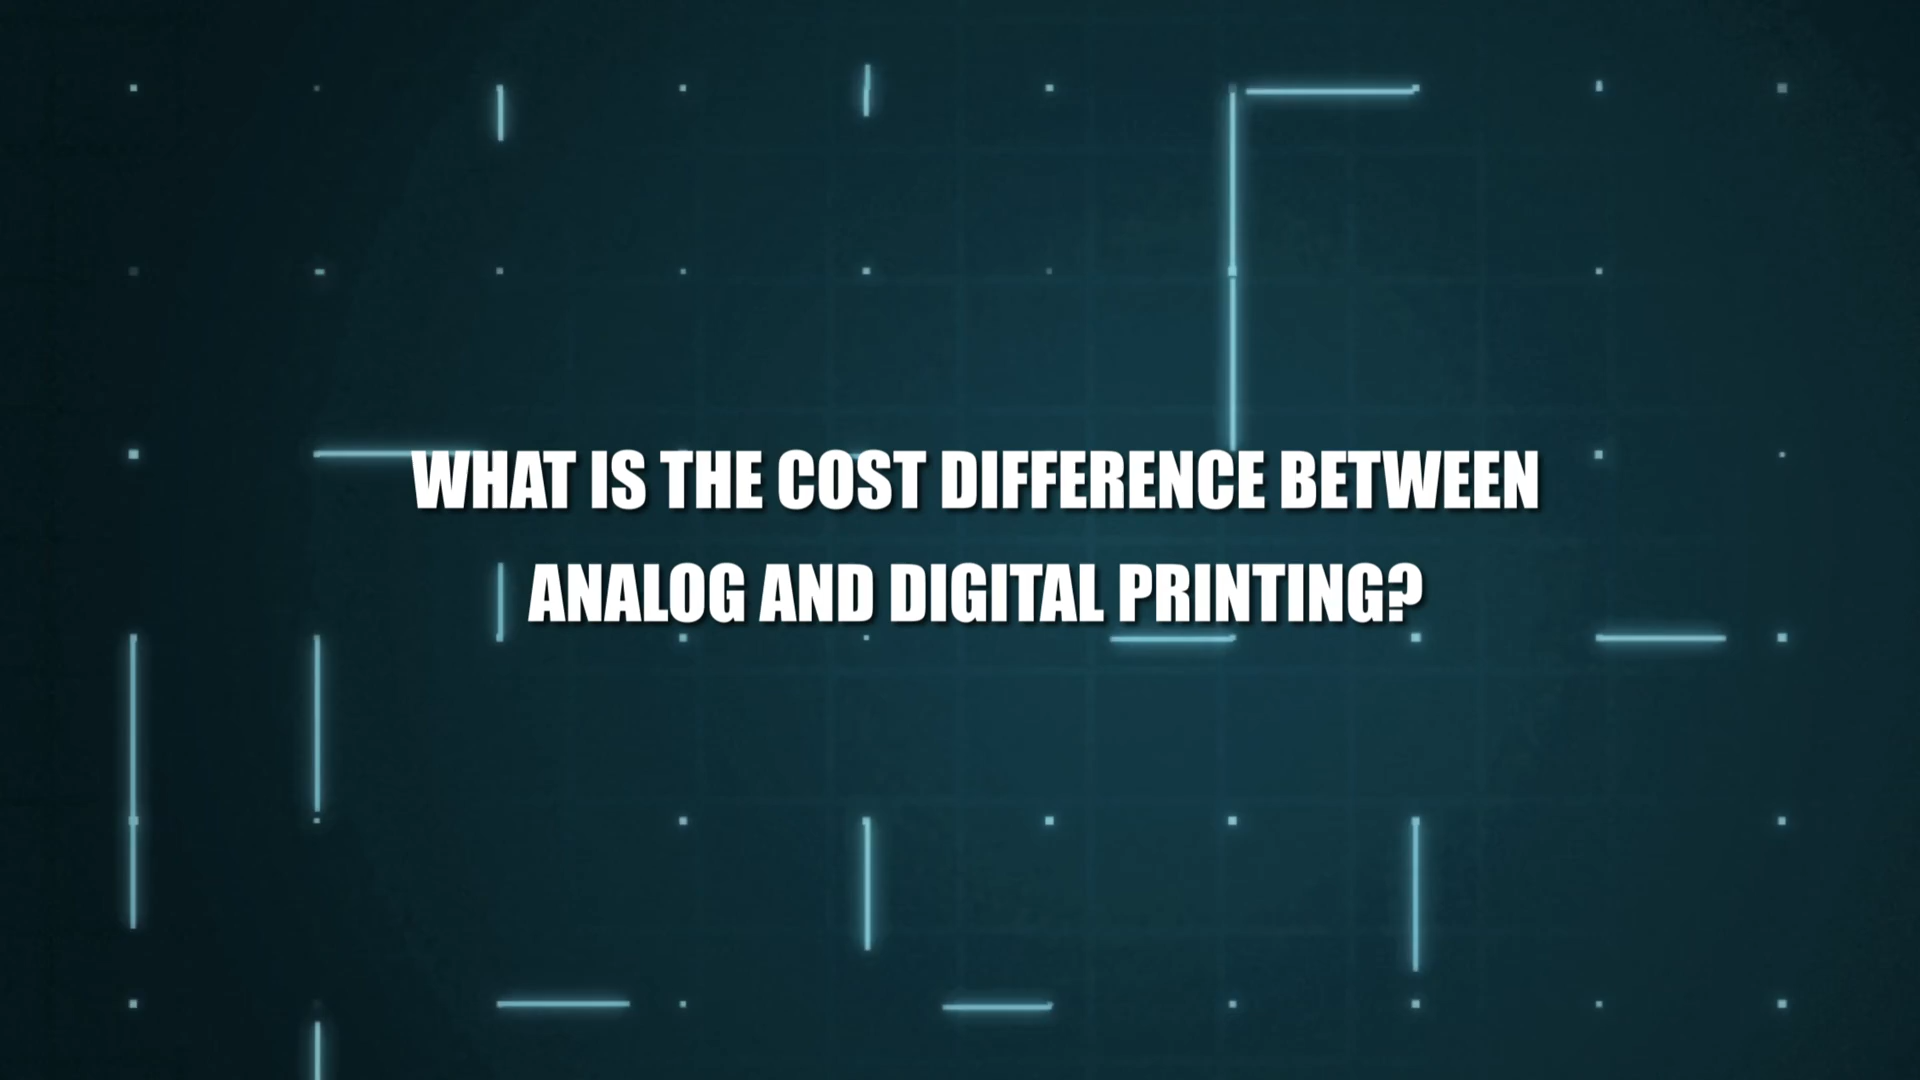 WHAT IS THE COST DIFFERENCE BETWEEN
ANALOG AND DIGITAL PRINTING?